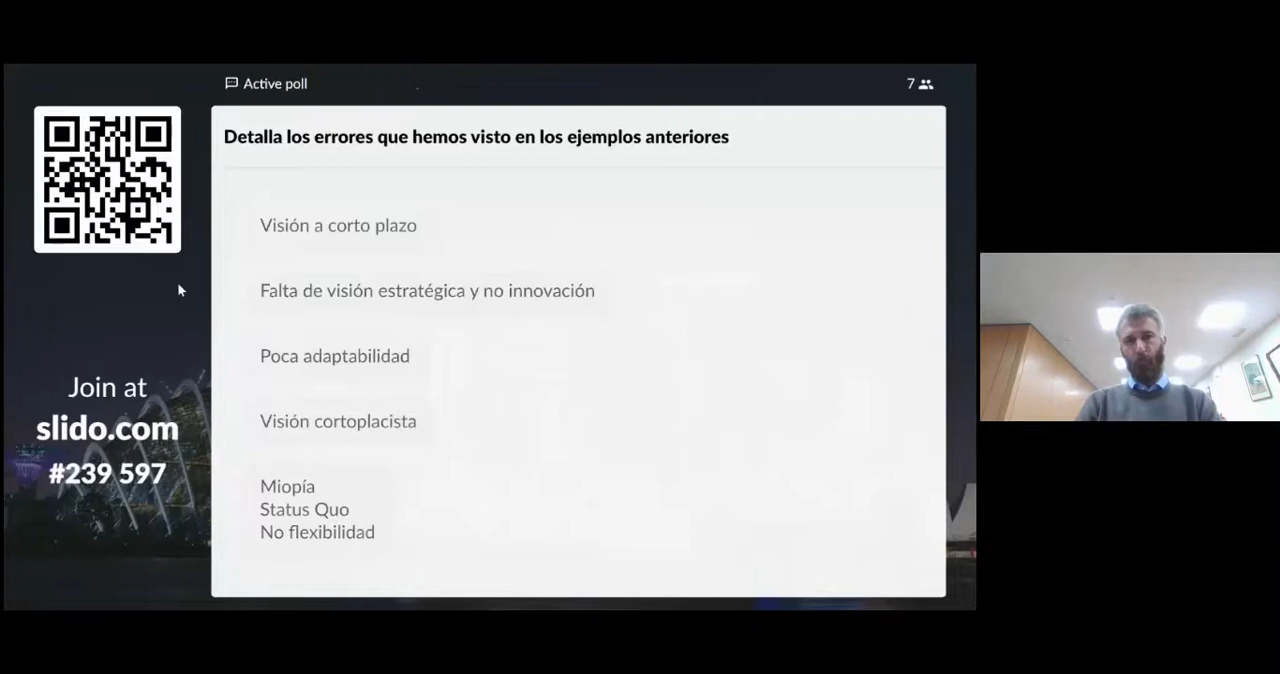 Active poll
7
Detalla los errores que hemos visto en los ejemplos anteriores
Visión a corto plazo
Falta de visión estratégica y no innovación
Poca adaptabilidad
Visión cortoplacista
Miopía
Status Quo
No flexibilidad
Join at
slido.com
#239 597